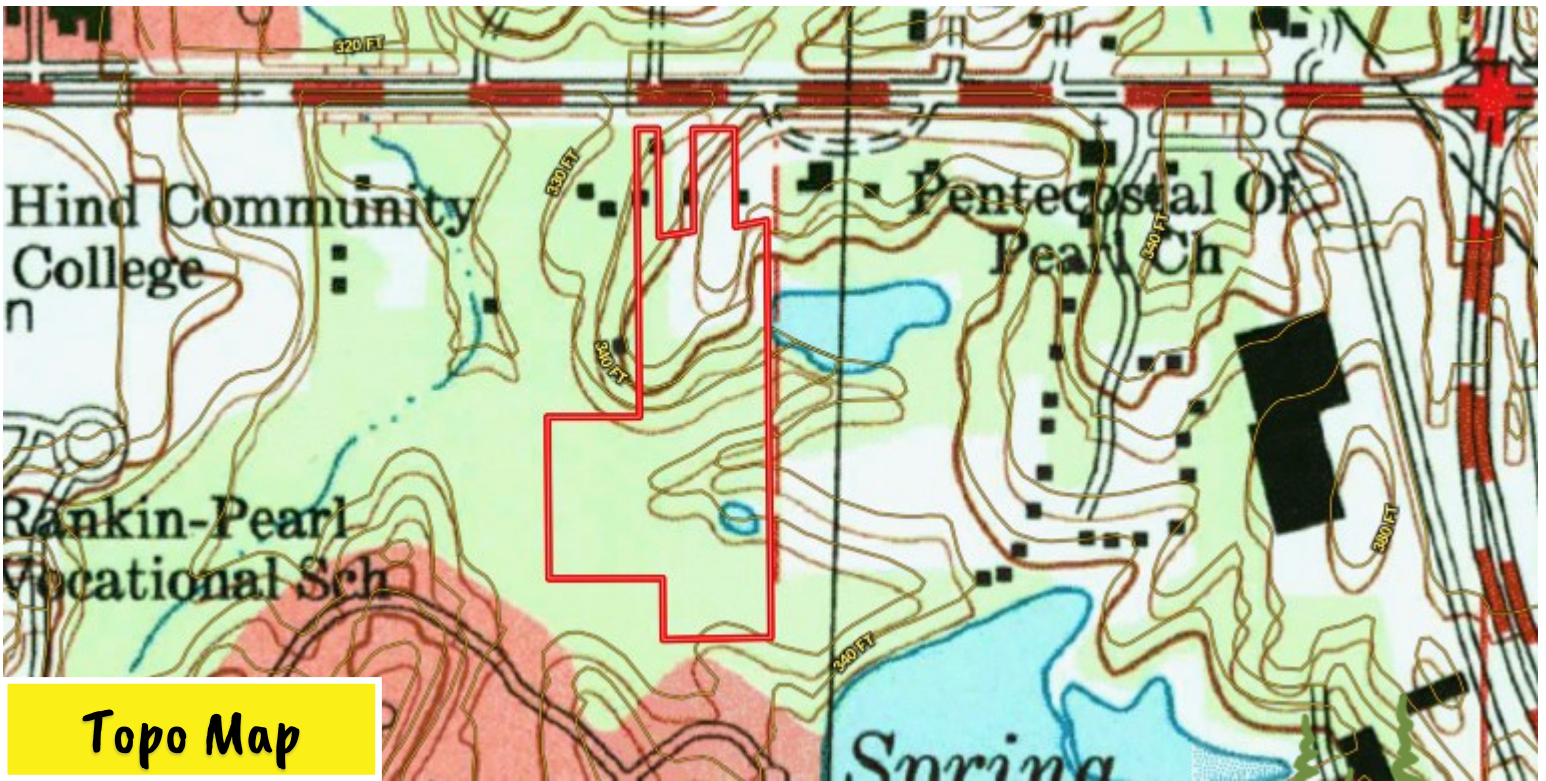 320 FT
330 FT
Hind Community
College
n
Pentecostal Of
Pearl Ch
340 FT
340 FT
380 FT
Rankin-Pearl
Vocational Sch
340 FT
Spring
Topo Map